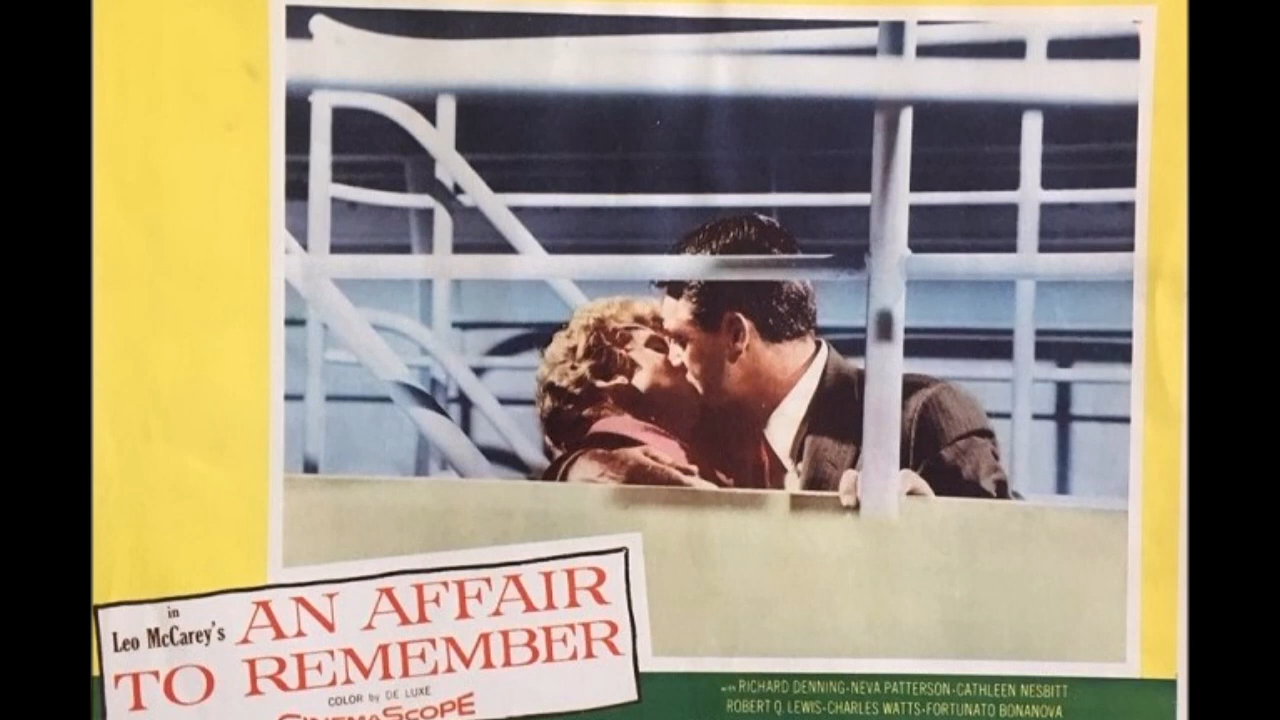 in
Leo McCarey's AN AFFAIR
TO REMEMBER
COLOR by DE LUXE
CINEMASCOPE
with RICHARD DENNING-NEVA PATTERSON-CATHLEEN NESBITT
ROBERT Q. LEWIS-CHARLES WATTS-FORTUNATO BONANOVA